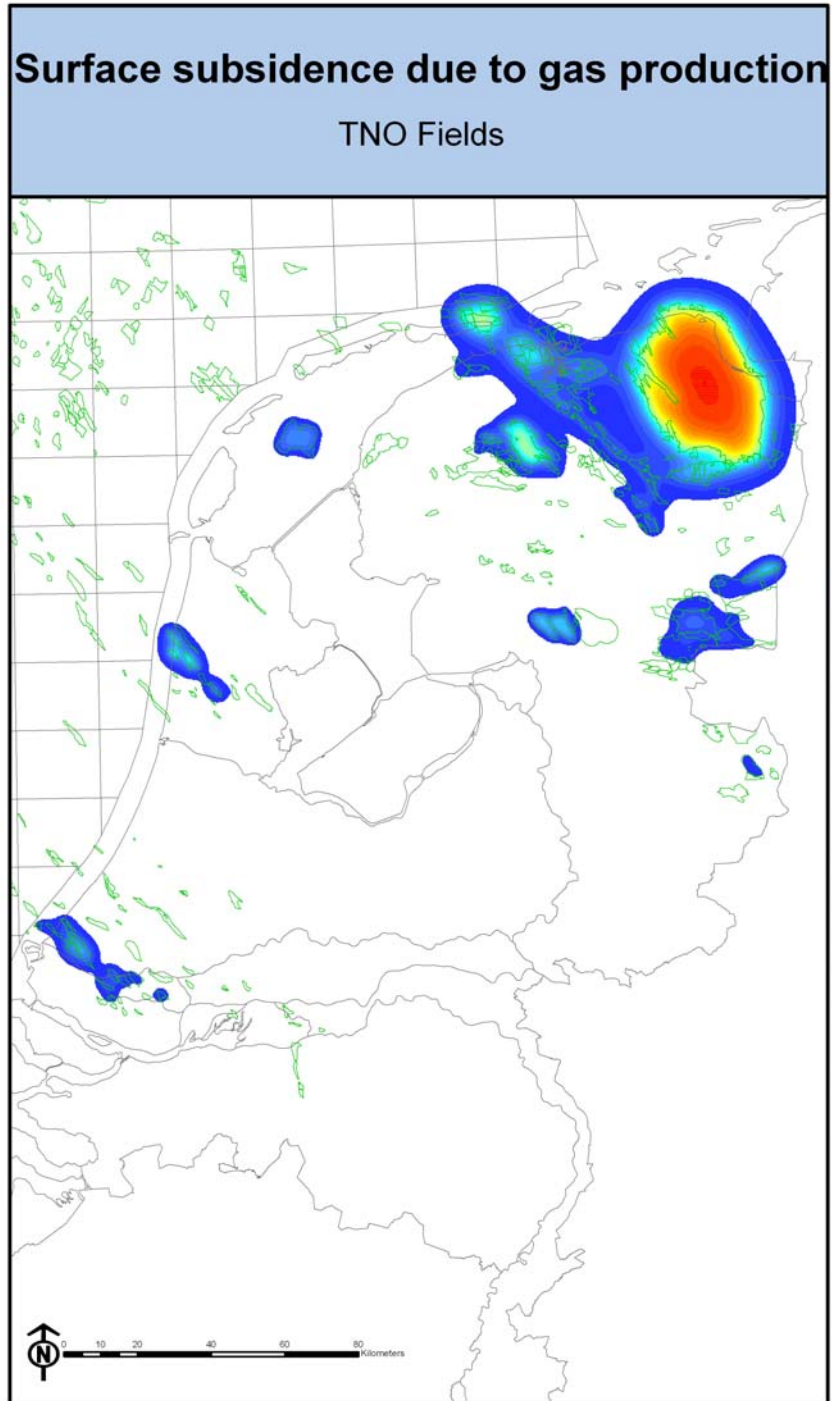 Surface subsidence due to gas production
TNO Fields
0 10 20 40 60 80
Kilometers
N